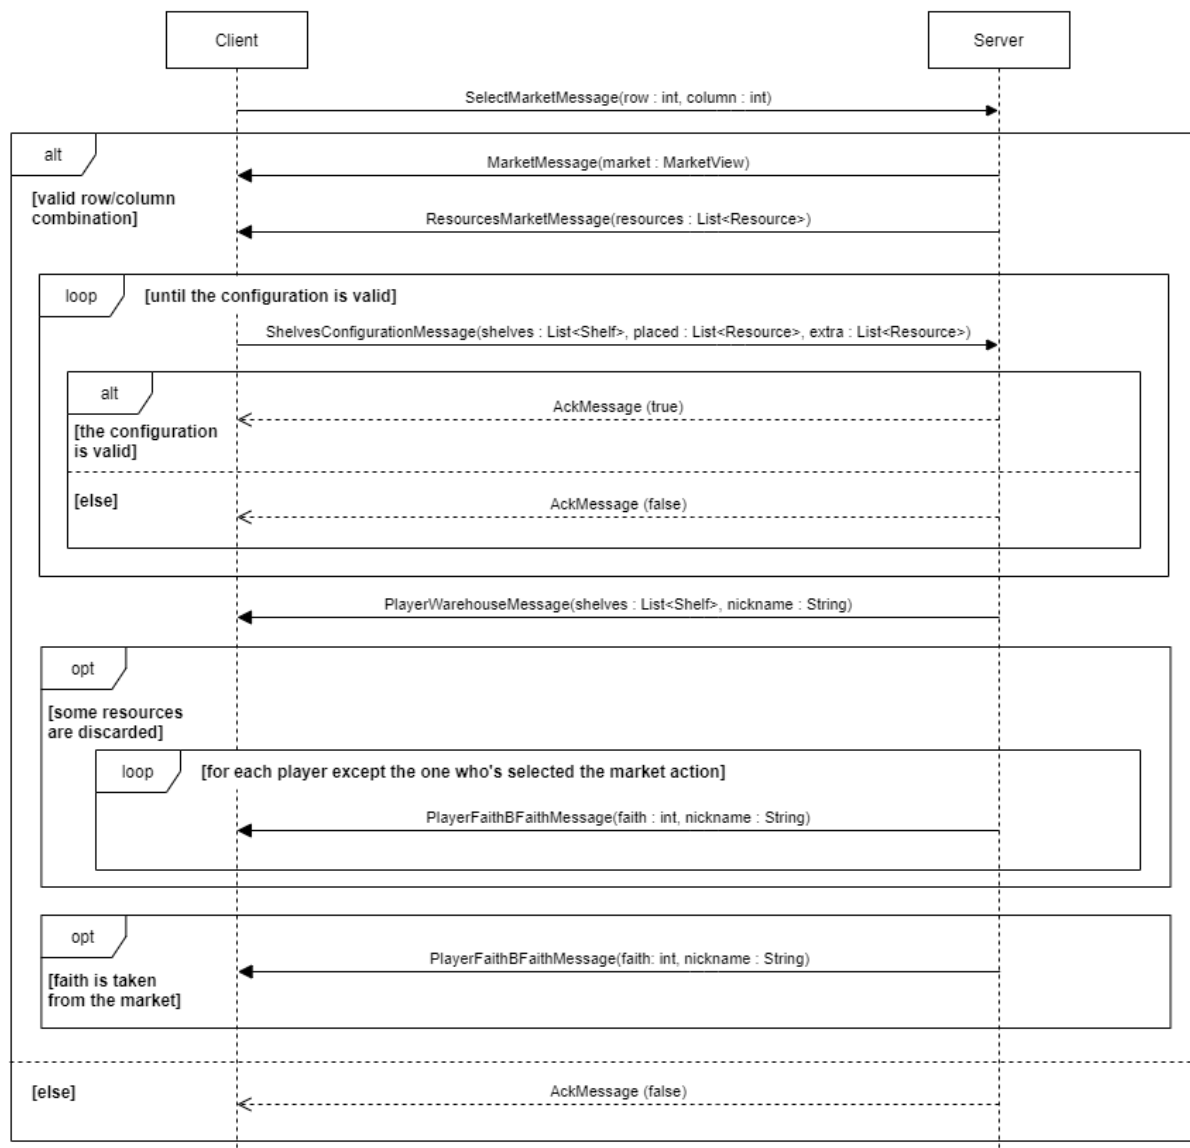 Client
Server
SelectMarketMessage(row : int, column : int)
alt
MarketMessage(market : MarketView)
[valid row/column
combination]
ResourcesMarketMessage(resources : List<Resource>)
loop
[until the configuration is valid]
ShelvesConfigurationMessage(shelves : List<Shelf>, placed : List<Resource>, extra : List<Resource>)
alt
AckMessage (true)
[the configuration
is valid]
[else]
AckMessage (false)
PlayerWarehouseMessage(shelves : List<Shelf>, nickname : String)
opt
[some resources
are discarded]
loop
[for each player except the one who's selected the market action]
PlayerFaithBFaithMessage(faith : int, nickname : String)
opt
PlayerFaithBFaithMessage(faith: int, nickname : String)
[faith is taken
from the market]
[else]
AckMessage (false)